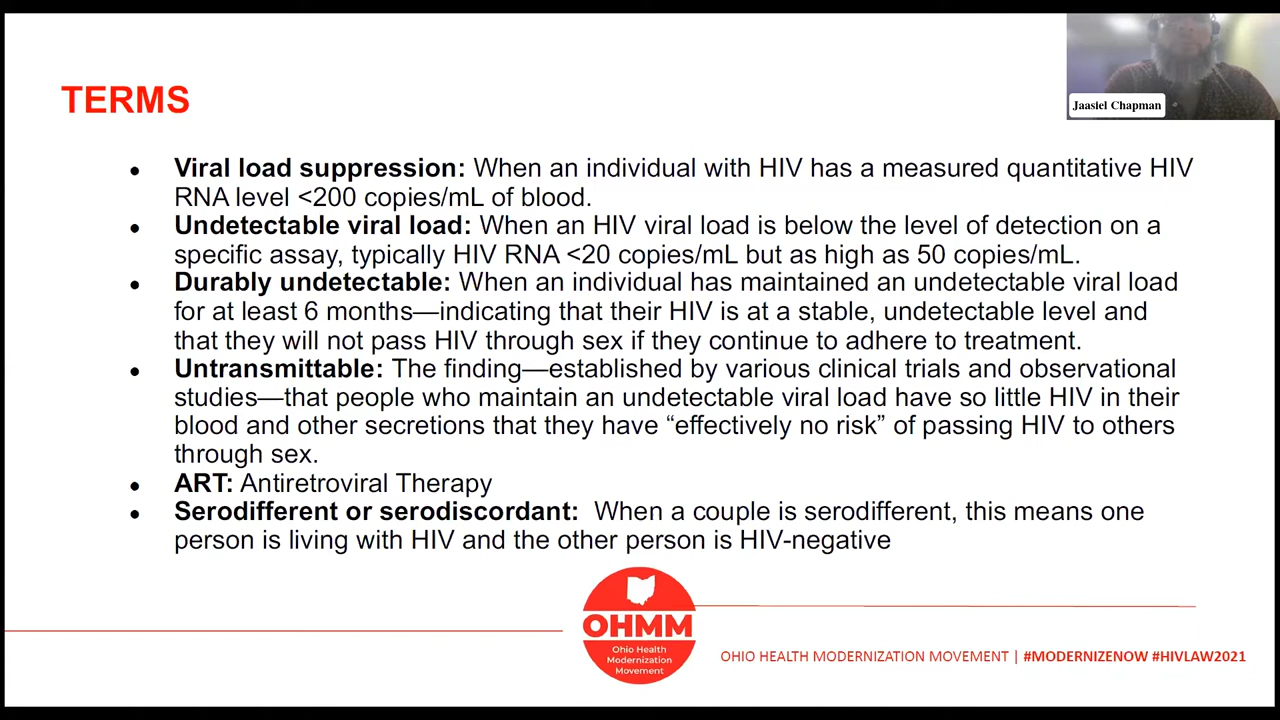 TERMS
Jaasiel Chapman
● Viral load suppression: When an individual with HIV has a measured quantitative HIV
RNA level <200 copies/mL of blood.
● Undetectable viral load: When an HIV viral load is below the level of detection on a
specific assay, typically HIV RNA <20 copies/mL but as high as 50 copies/mL.
● Durably undetectable: When an individual has maintained an undetectable viral load
for at least 6 months—indicating that their HIV is at a stable, undetectable level and
that they will not pass HIV through sex if they continue to adhere to treatment.
● Untransmittable: The finding—established by various clinical trials and observational
studies—that people who maintain an undetectable viral load have so little HIV in their
blood and other secretions that they have “effectively no risk” of passing HIV to others
through sex.
● ART: Antiretroviral Therapy
● Serodifferent or serodiscordant:  When a couple is serodifferent, this means one
person is living with HIV and the other person is HIV-negative
OHMM
Ohio Health
Modernization
Movement
OHIO HEALTH MODERNIZATION MOVEMENT | #MODERNIZENOW #HIVLAW2021